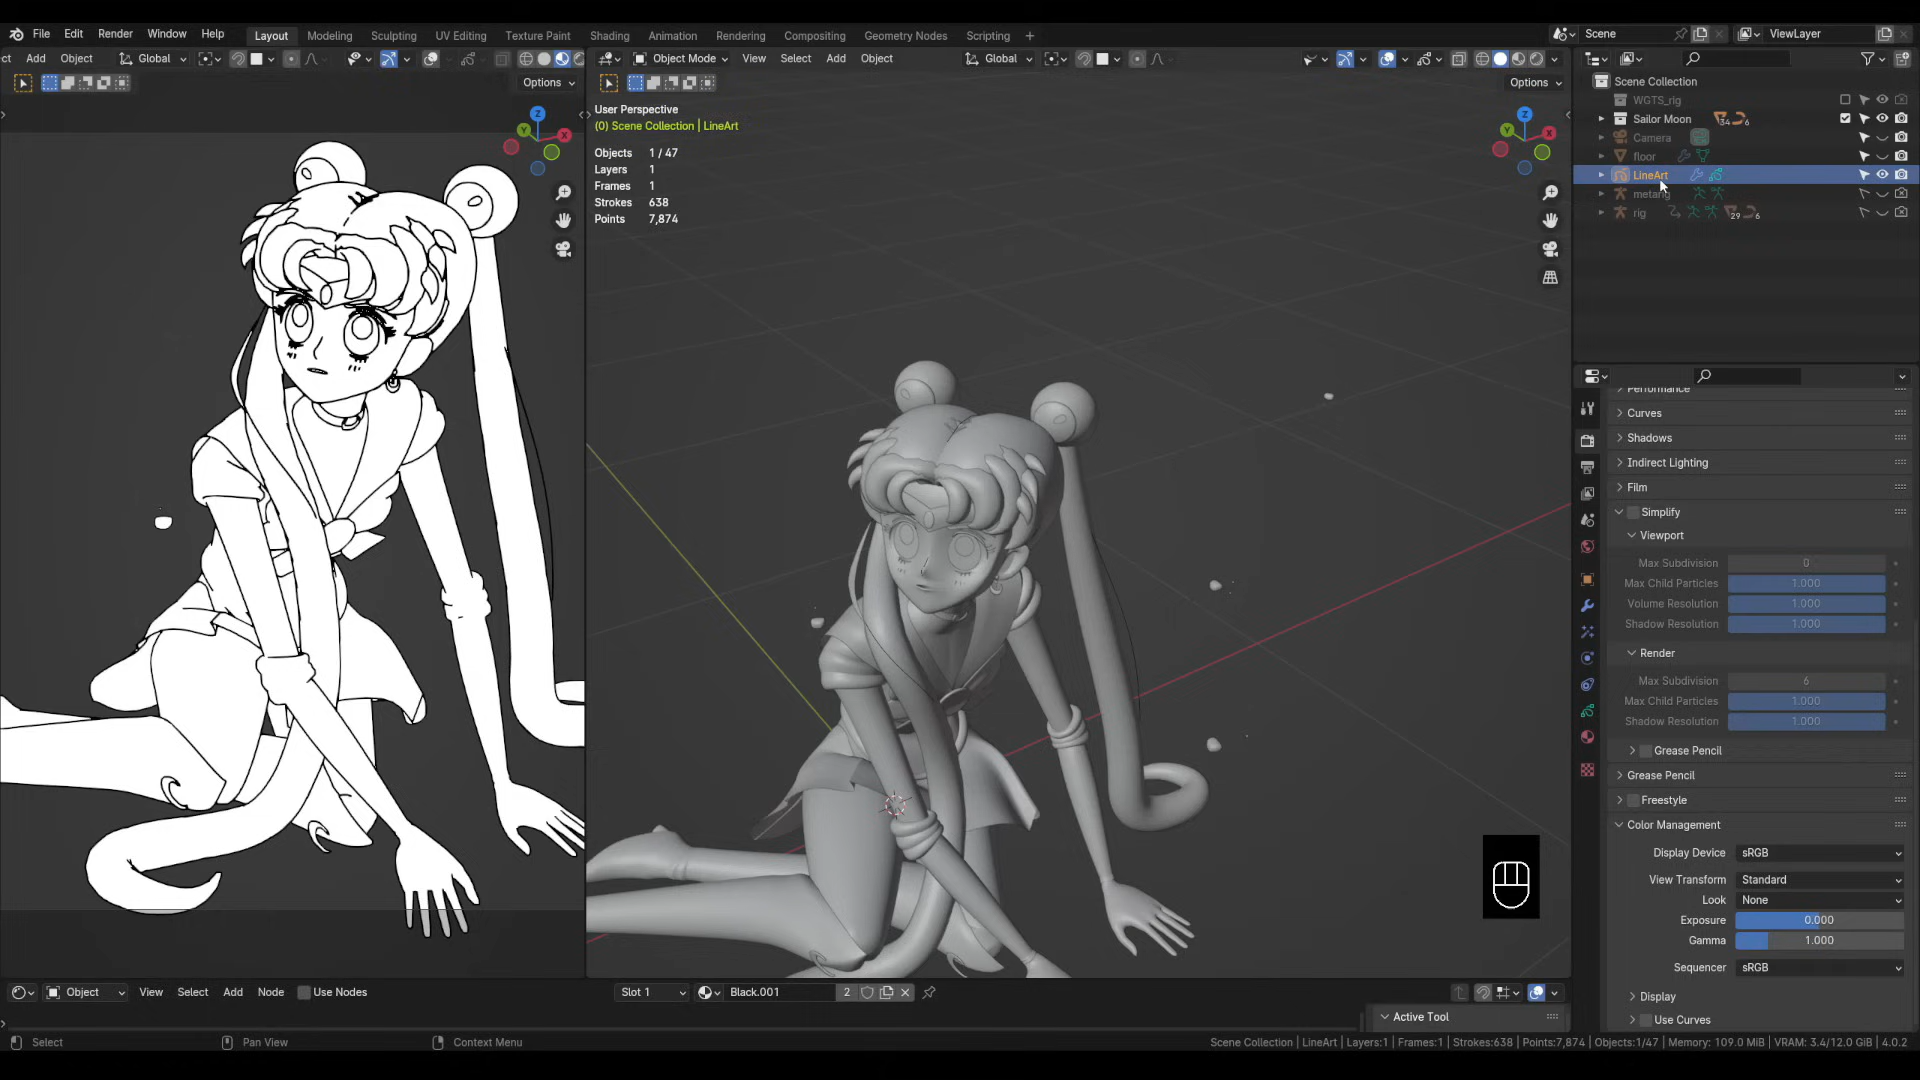 File Edit Render Window Help Layout Modeling Sculpting UV Editing Texture Paint Shading Animation Rendering Compositing Geometry Nodes Scripting + Scene ViewLayer
ct Add Object Global Object Mode View Select Add Object Global
Options Options
User Perspective
(0) Scene Collection | LineArt
Objects 1 / 47
Layers 1
Frames 1
Strokes 638
Points 7,874
Z
X
Y
Z
X
Y
Scene Collection
WGTS_rig
Sailor Moon 34 6
Camera
floor
LineArt
metarig
rig 29 6
Performance
Curves
Shadows
Indirect Lighting
Film
Simplify
Viewport
Max Subdivision 0
Max Child Particles 1.000
Volume Resolution 1.000
Shadow Resolution 1.000
Render
Max Subdivision 6
Max Child Particles 1.000
Shadow Resolution 1.000
Grease Pencil
Grease Pencil
Freestyle
Color Management
Display Device sRGB
View Transform Standard
Look None
Exposure 0.000
Gamma 1.000
Sequencer sRGB
Display
Use Curves
Object View Select Add Node Use Nodes Slot 1 Black.001 2
Active Tool
Select Pan View Context Menu Scene Collection | LineArt | Layers:1 | Frames:1 | Strokes:638 | Points:7,874 | Objects:1/47 | Memory: 109.0 MiB | VRAM: 3.4/12.0 GiB | 4.0.2